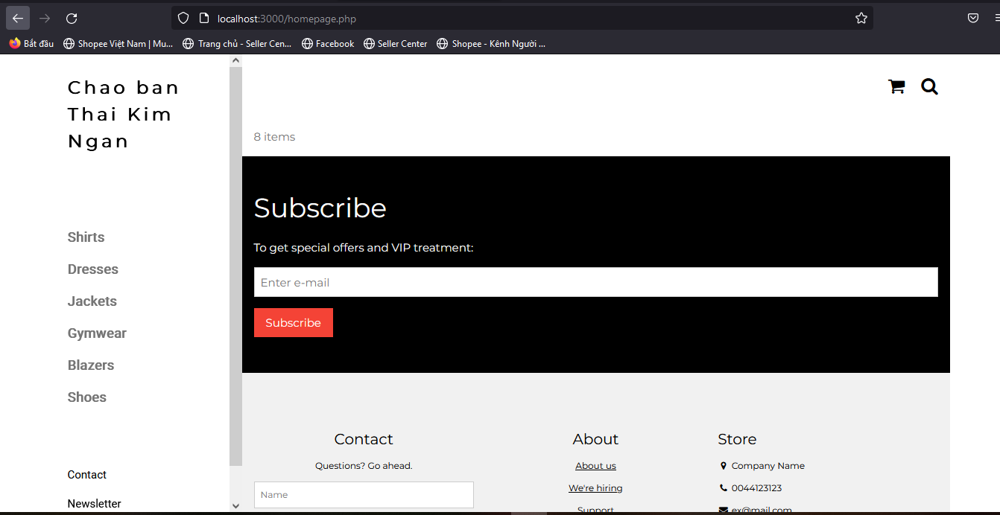 localhost:3000/homepage.php
Bắt đầu
Shopee Việt Nam | Mu...
Trang chủ - Seller Cen...
Facebook
Seller Center
Shopee - Kênh Người ...
Chao ban
Thai Kim
Ngan
Shirts
Dresses
Jackets
Gymwear
Blazers
Shoes
Contact
Newsletter
8 items
Subscribe
To get special offers and VIP treatment:
Enter e-mail
Subscribe
Contact
Questions? Go ahead.
Name
About
About us
We're hiring
Support
Store
Company Name
0044123123
ex@mail.com